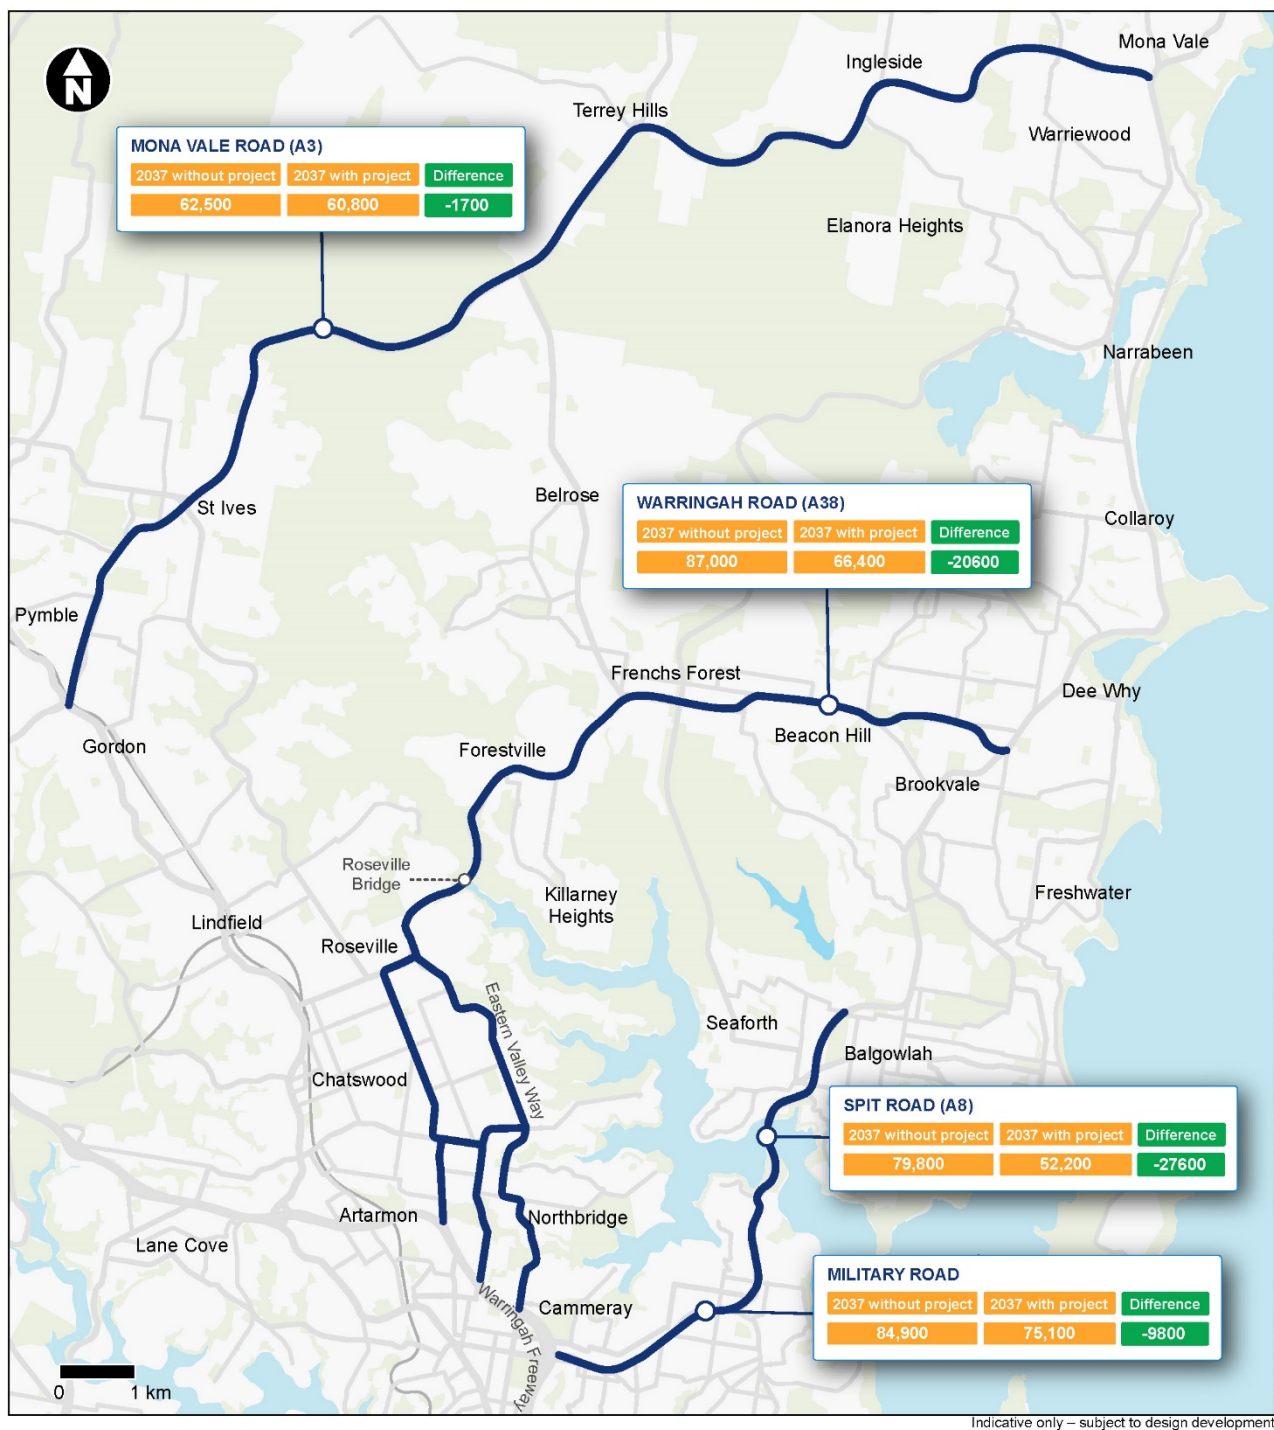 Mona Vale
Ingleside
N
Terrey Hills
Warriewood
MONA VALE ROAD (A3)
2037 without project 2037 with project Difference
62,500 60,800 -1700
Elanora Heights
Narrabeen
Belrose
St Ives
WARRINGAH ROAD (A38)
2037 without project 2037 with project Difference
87,000 66,400 -20600
Collaroy
Pymble
Frenchs Forest
Dee Why
Beacon Hill
Gordon
Forestville
Brookvale
Roseville
Bridge
Killarney
Heights
Freshwater
Lindfield
Roseville
Eastern Valley Way
Seaforth
Balgowlah
Chatswood
SPIT ROAD (A8)
2037 without project 2037 with project Difference
79,800 52,200 -27600
Artarmon
Northbridge
Lane Cove
MILITARY ROAD
2037 without project 2037 with project Difference
84,900 75,100 -9800
Cammeray
Warringah Freeway
0 1 km
Indicative only – subject to design development